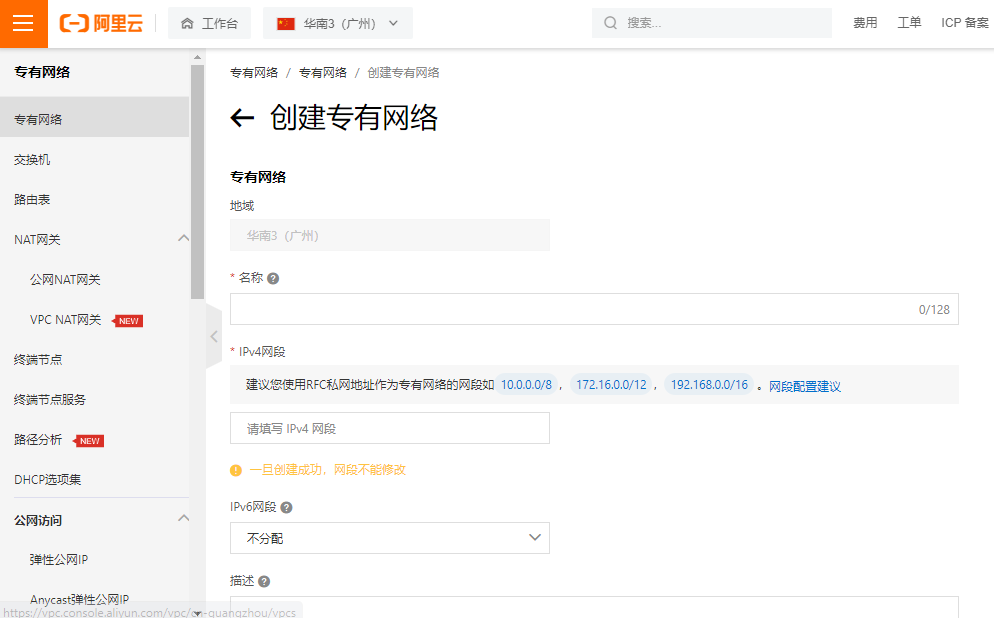 阿里云
工作台
华南3（广州）
搜索...
费用
工单
ICP 备案
专有网络
专有网络
交换机
路由表
NAT网关
公网NAT网关
VPC NAT网关 NEW
终端节点
终端节点服务
路径分析 NEW
DHCP选项集
公网访问
弹性公网IP
Anycast弹性公网IP
https://vpc.console.aliyun.com/vpc/cn-guangzhou/vpcs
专有网络 / 专有网络 / 创建专有网络
创建专有网络
专有网络
地域
华南3（广州）
* 名称 ?
0/128
* IPv4网段
建议您使用RFC私网地址作为专有网络的网段如 10.0.0.0/8 ， 172.16.0.0/12 ， 192.168.0.0/16 。网段配置建议
请填写 IPv4 网段
! 一旦创建成功，网段不能修改
IPv6网段 ?
不分配
描述 ?